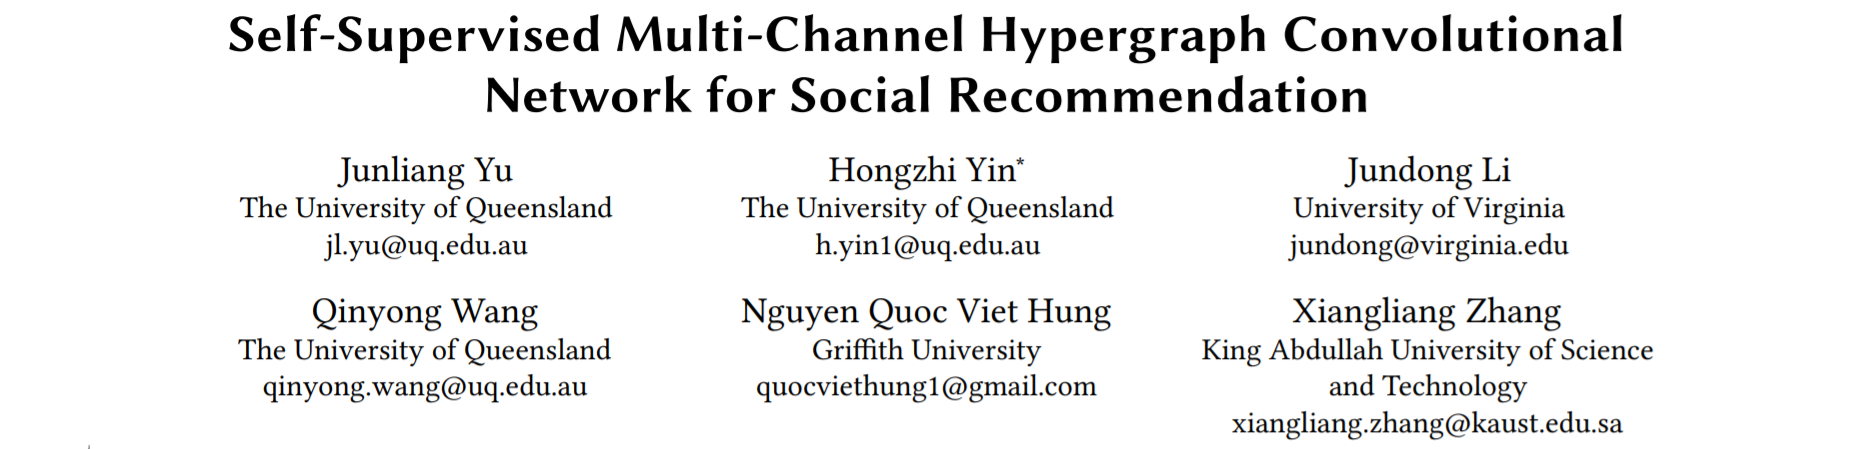 Self-Supervised Multi-Channel Hypergraph Convolutional
Network for Social Recommendation
Junliang Yu
The University of Queensland
jl.yu@uq.edu.au
Hongzhi Yin*
The University of Queensland
h.yin1@uq.edu.au
Jundong Li
University of Virginia
jundong@virginia.edu
Qinyong Wang
The University of Queensland
qinyong.wang@uq.edu.au
Nguyen Quoc Viet Hung
Griffith University
quocviethung1@gmail.com
Xiangliang Zhang
King Abdullah University of Science
and Technology
xiangliang.zhang@kaust.edu.sa